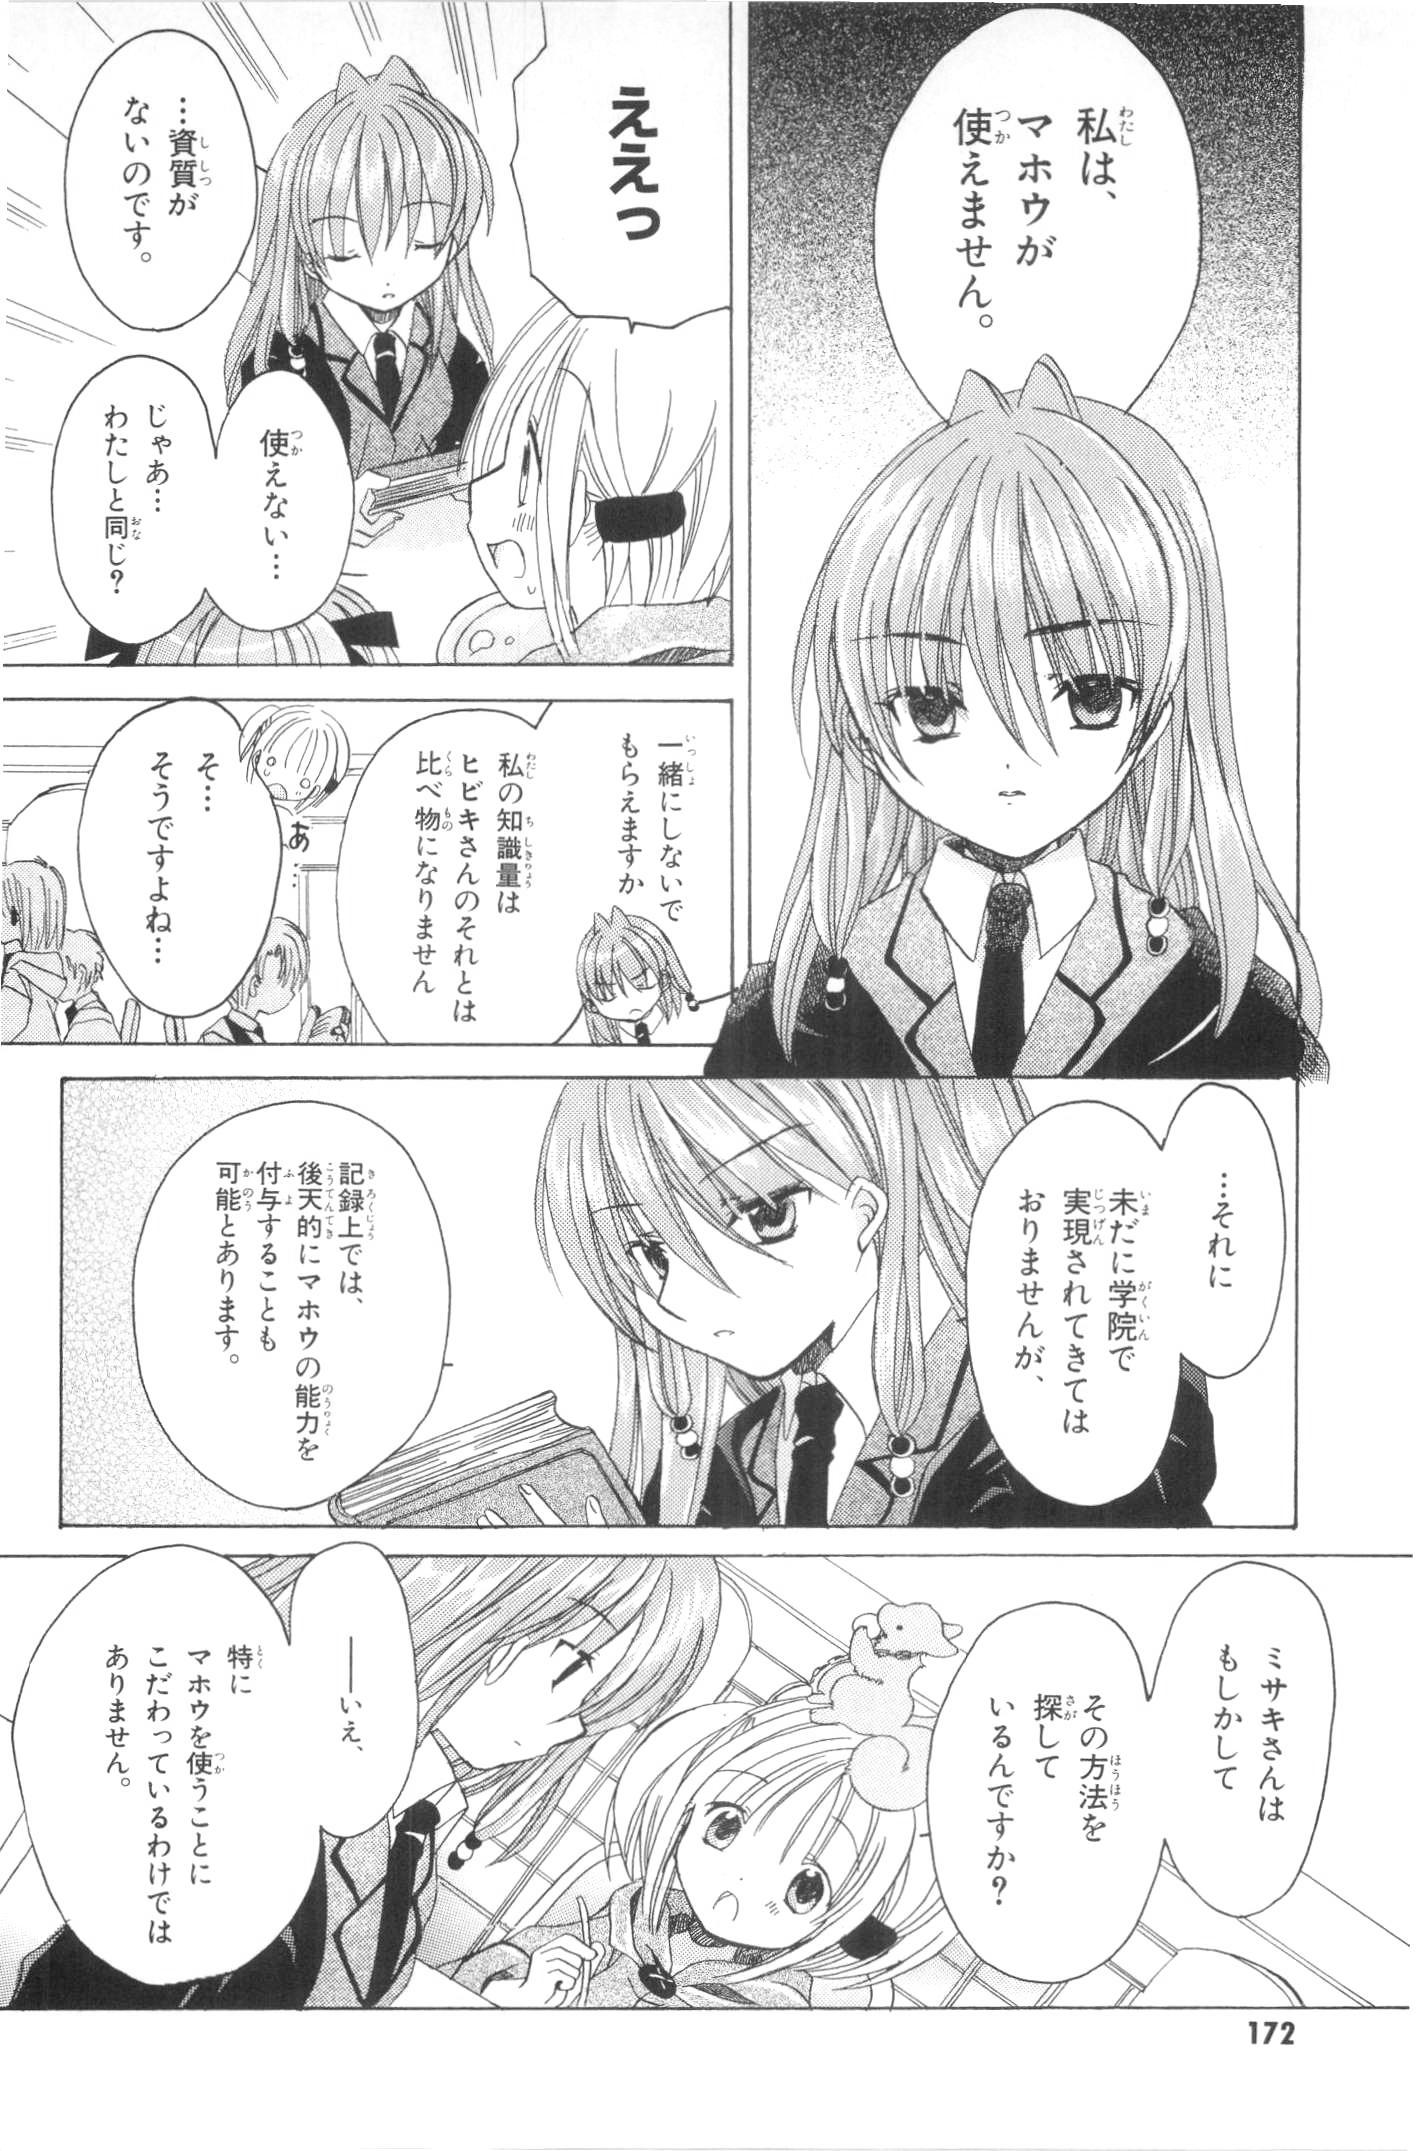 私は、
マホウが
使えません。
ええっ
…資質が
ないのです。
使えない…
じゃあ…
わたしと同じ?
一緒にしないで
もらえますか
私の知識量は
ヒビキさんのそれとは
比べ物になりません
あ…
そ…
そうですよね…
…それに
未だに学院で
実現されてきては
おりませんが、
記録上では、
後天的にマホウの能力を
付与することも
可能とあります。
ミサキさんは
もしかして
その方法を
探して
いるんですか?
──いえ、
特に
マホウを使うことに
こだわっているわけでは
ありません。
172